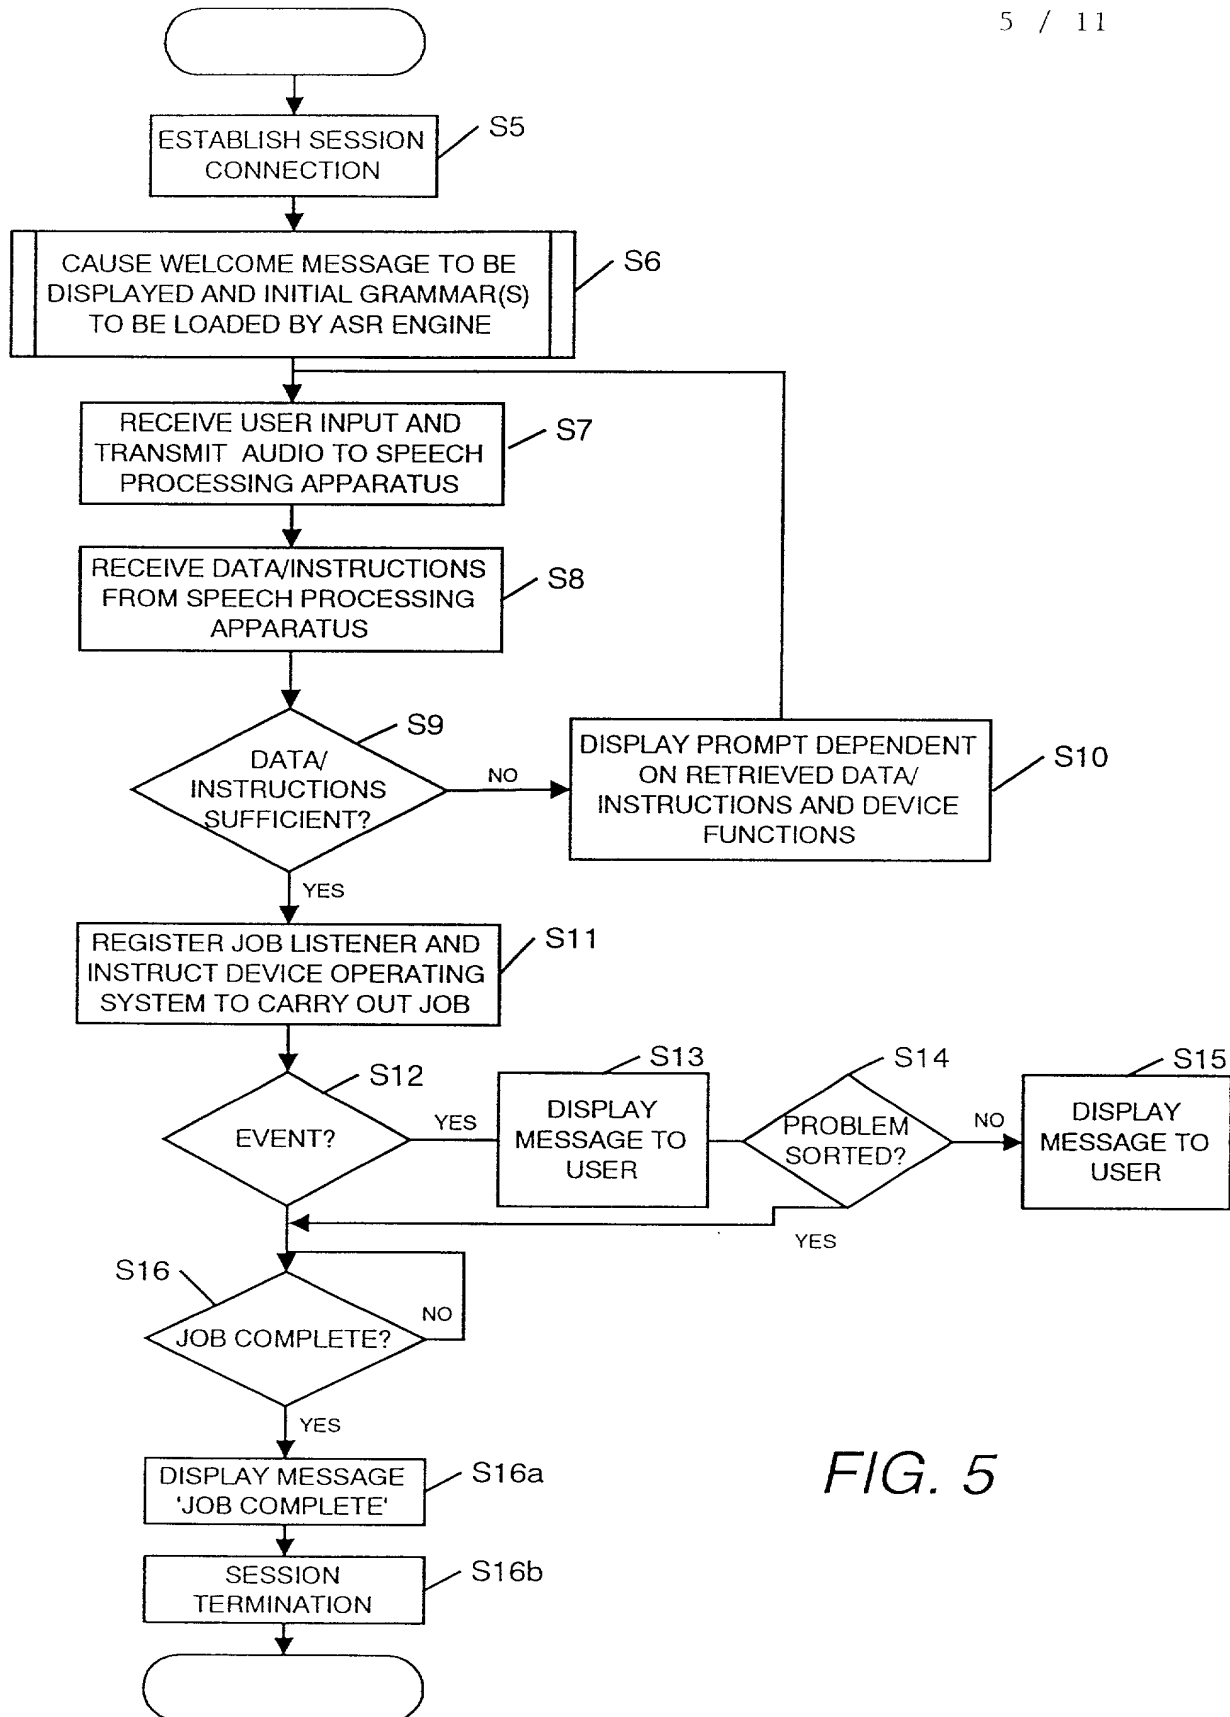 5 / 11
ESTABLISH SESSION
CONNECTION
S5
CAUSE WELCOME MESSAGE TO BE
DISPLAYED AND INITIAL GRAMMAR(S)
TO BE LOADED BY ASR ENGINE
S6
RECEIVE USER INPUT AND
TRANSMIT AUDIO TO SPEECH
PROCESSING APPARATUS
S7
RECEIVE DATA/INSTRUCTIONS
FROM SPEECH PROCESSING
APPARATUS
S8
DATA/
INSTRUCTIONS
SUFFICIENT?
S9
NO
DISPLAY PROMPT DEPENDENT
ON RETRIEVED DATA/
INSTRUCTIONS AND DEVICE
FUNCTIONS
S10
YES
REGISTER JOB LISTENER AND
INSTRUCT DEVICE OPERATING
SYSTEM TO CARRY OUT JOB
S11
EVENT?
S12
YES
DISPLAY
MESSAGE TO
USER
S13
PROBLEM
SORTED?
S14
NO
DISPLAY
MESSAGE TO
USER
S15
YES
S16
JOB COMPLETE?
NO
YES
DISPLAY MESSAGE
'JOB COMPLETE'
S16a
SESSION
TERMINATION
S16b
FIG. 5